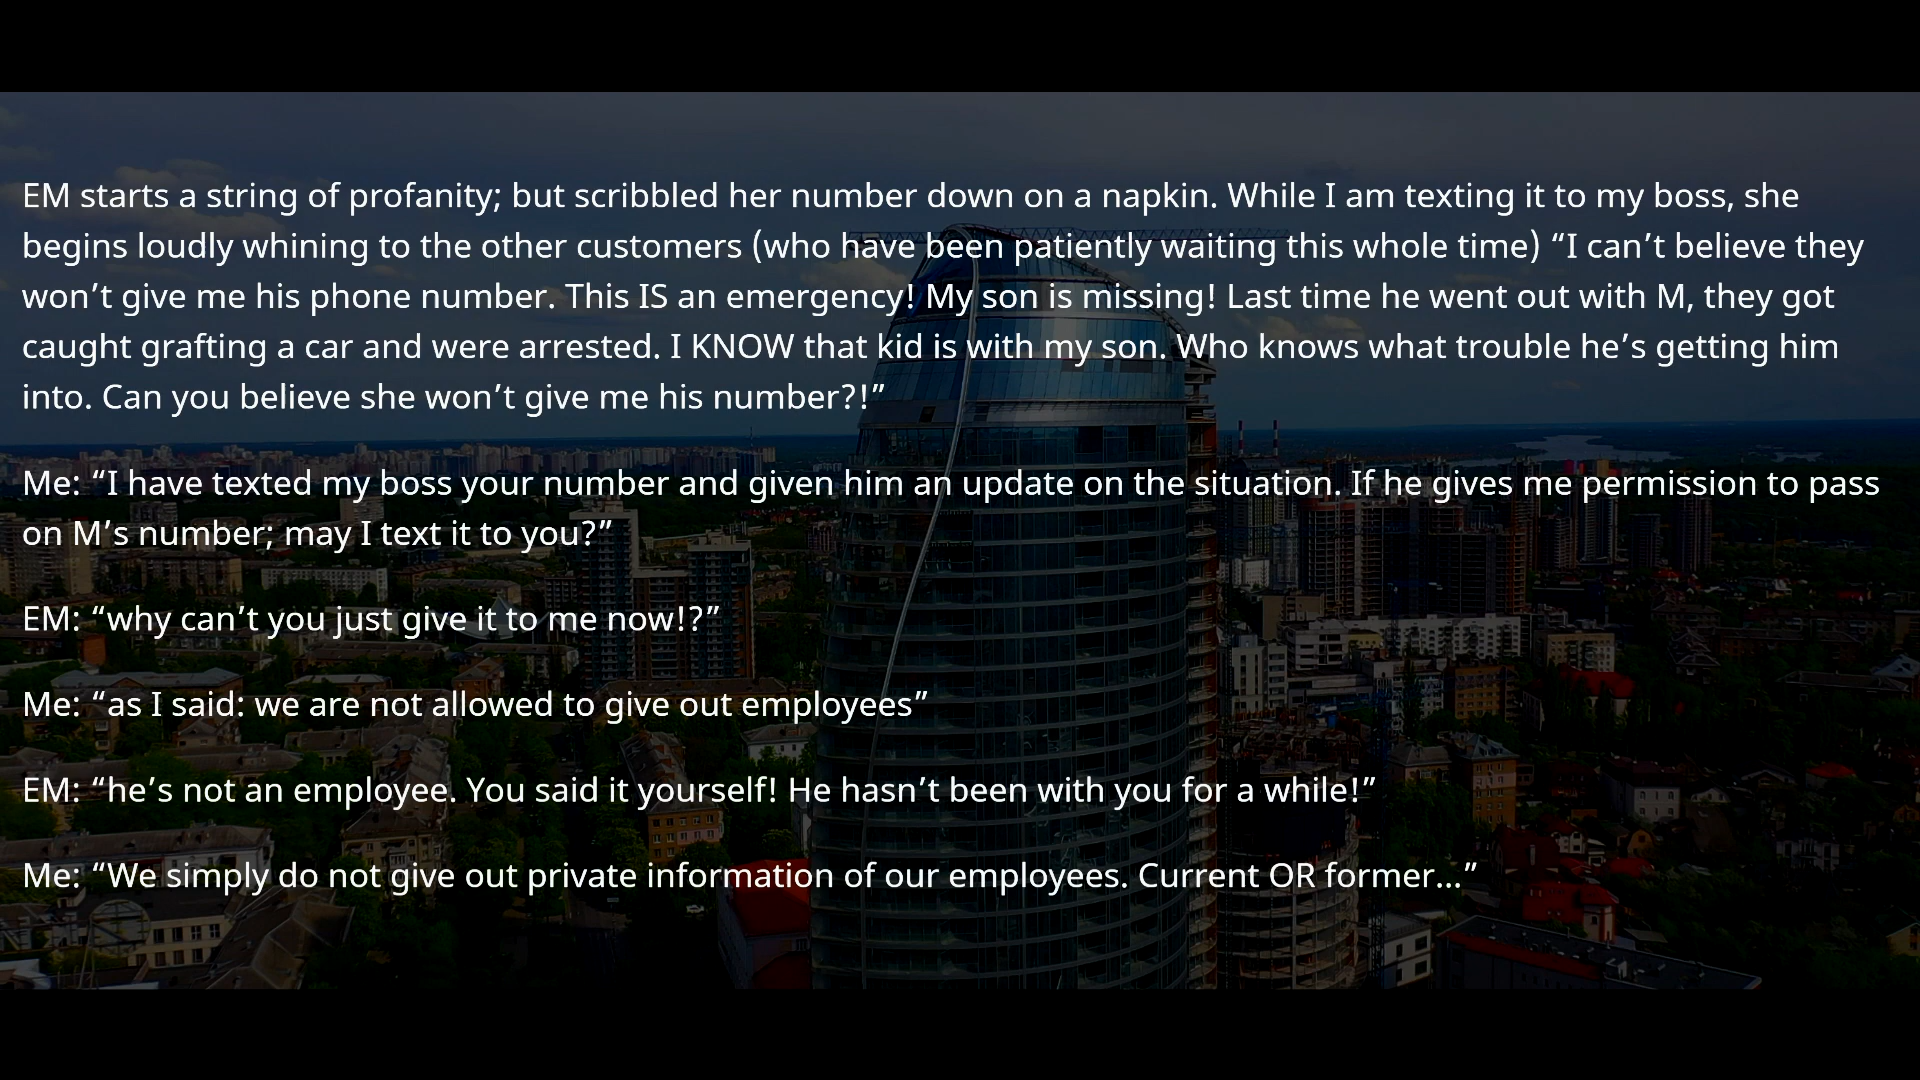 EM starts a string of profanity; but scribbled her number down on a napkin. While I am texting it to my boss, she
begins loudly whining to the other customers (who have been patiently waiting this whole time) “I can’t believe they
won’t give me his phone number. This IS an emergency! My son is missing! Last time he went out with M, they got
caught grafting a car and were arrested. I KNOW that kid is with my son. Who knows what trouble he’s getting him
into. Can you believe she won’t give me his number?!”
Me: “I have texted my boss your number and given him an update on the situation. If he gives me permission to pass
on M’s number; may I text it to you?”
EM: “why can’t you just give it to me now!?”
Me: “as I said: we are not allowed to give out employees”
EM: “he’s not an employee. You said it yourself! He hasn’t been with you for a while!”
Me: “We simply do not give out private information of our employees. Current OR former...”